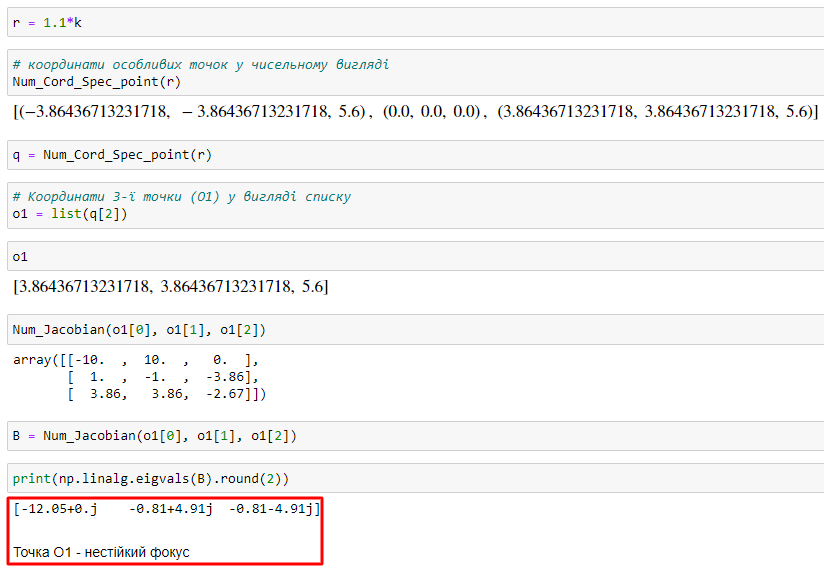 r = 1.1*k
# координати особливих точок у чисельному вигляді
Num_Cord_Spec_point(r)
[(−3.86436713231718, − 3.86436713231718, 5.6), (0.0, 0.0, 0.0), (3.86436713231718, 3.86436713231718, 5.6)]
q = Num_Cord_Spec_point(r)
# Координати 3-ї точки (О1) у вигляді списку
o1 = list(q[2])
o1
[3.86436713231718, 3.86436713231718, 5.6]
Num_Jacobian(o1[0], o1[1], o1[2])
array([[-10.  ,  10.  ,   0.  ],
       [  1.  ,  -1.  ,  -3.86],
       [  3.86,   3.86,  -2.67]])
B = Num_Jacobian(o1[0], o1[1], o1[2])
print(np.linalg.eigvals(B).round(2))
[-12.05+0.j    -0.81+4.91j  -0.81-4.91j]
Точка О1 - нестійкий фокус